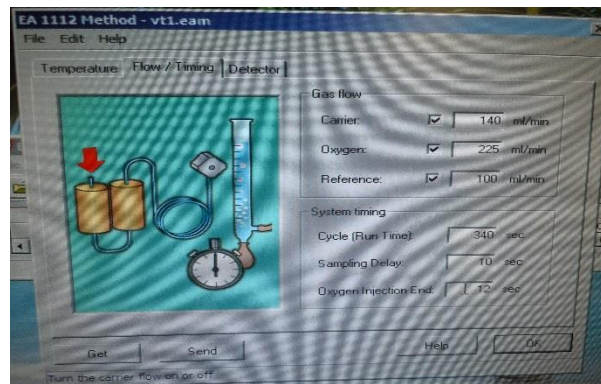 EA 1112 Method - vt1.eam
File Edit Help
Temperature Flow / Timing Detector
Gas flow
Carrier: 140 ml/min
Oxygen: 225 ml/min
Reference: 100 ml/min
System timing
Cycle (Run Time): 340 sec
Sampling Delay: 10 sec
Oxygen Injection End: 12 sec
Get Send Help OK
Turn the carrier flow on or off